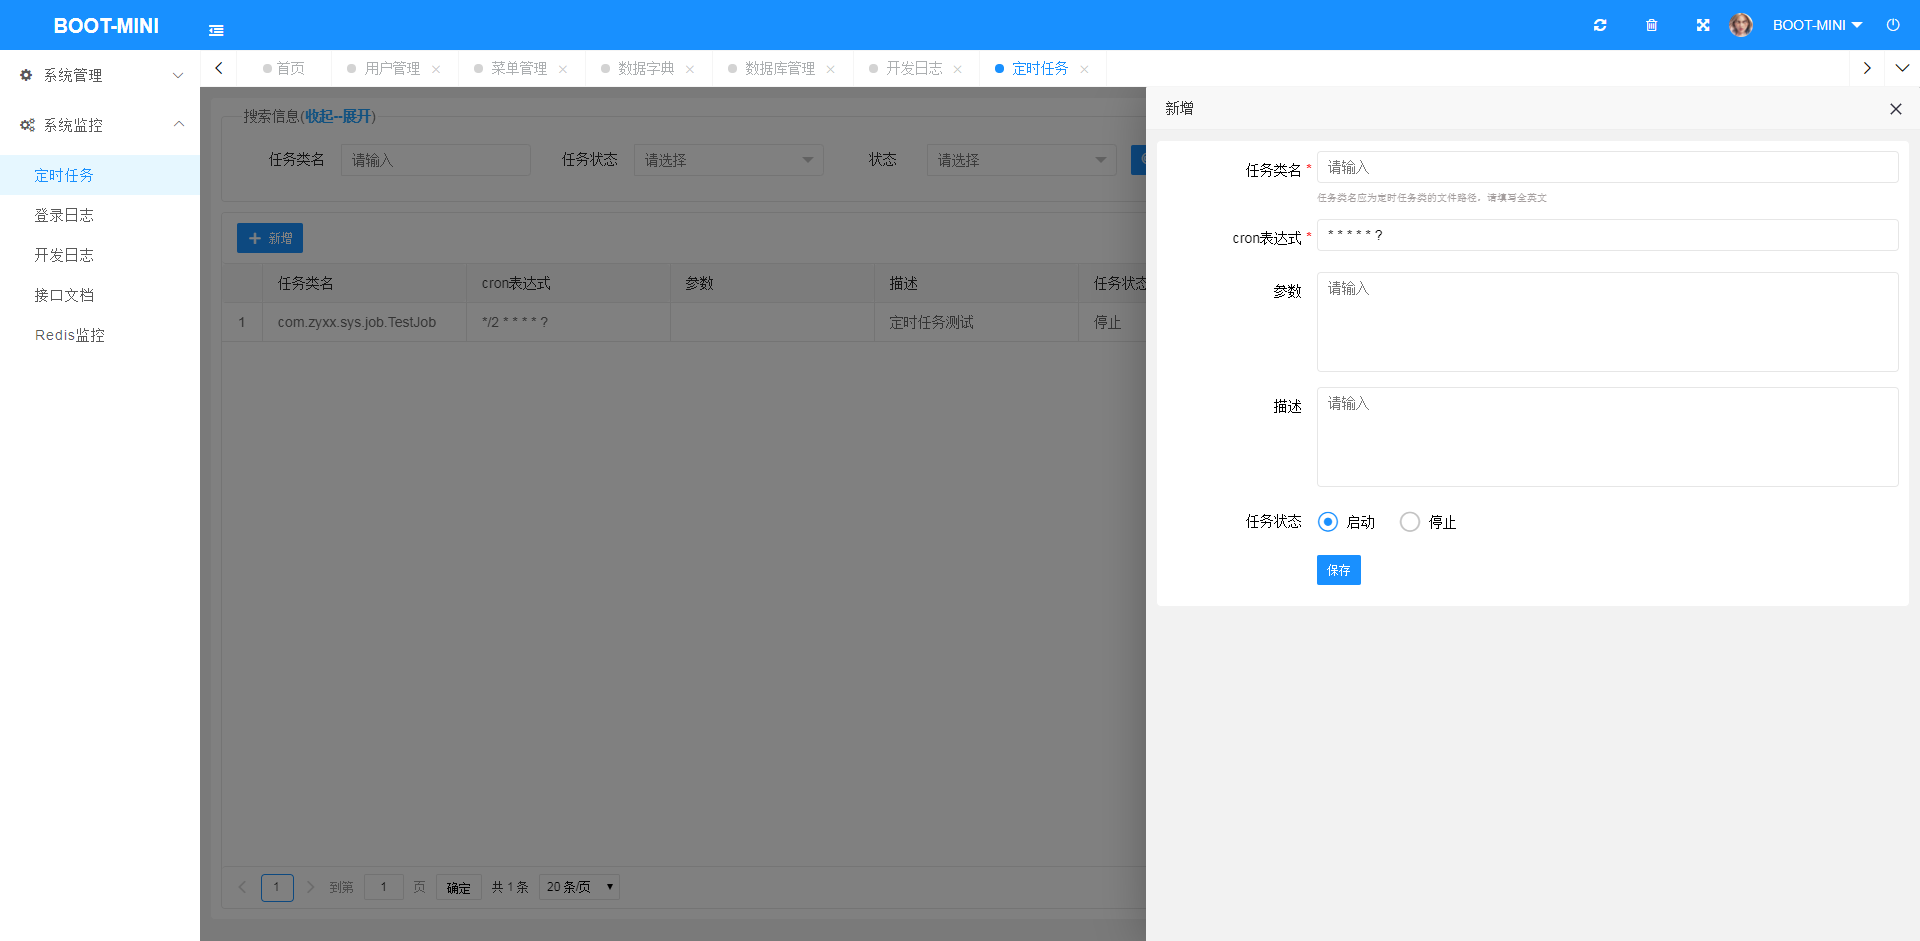 BOOT-MINI
BOOT-MINI
系统管理
系统监控
定时任务
登录日志
开发日志
接口文档
Redis监控
首页
用户管理
菜单管理
数据字典
数据库管理
开发日志
定时任务
搜索信息(收起--展开)
任务类名 请输入 任务状态 请选择 状态 请选择
新增
任务类名 cron表达式 参数 描述 任务状态
1 com.zyxx.sys.job.TestJob */2 * * * * ? 定时任务测试 停止
1 到第 1 页 确定 共 1 条 20 条/页
新增
任务类名 * 请输入
任务类名应为定时任务类的文件路径，请填写全英文
cron表达式 * * * * * * ?
参数 请输入
描述 请输入
任务状态 启动 停止
保存